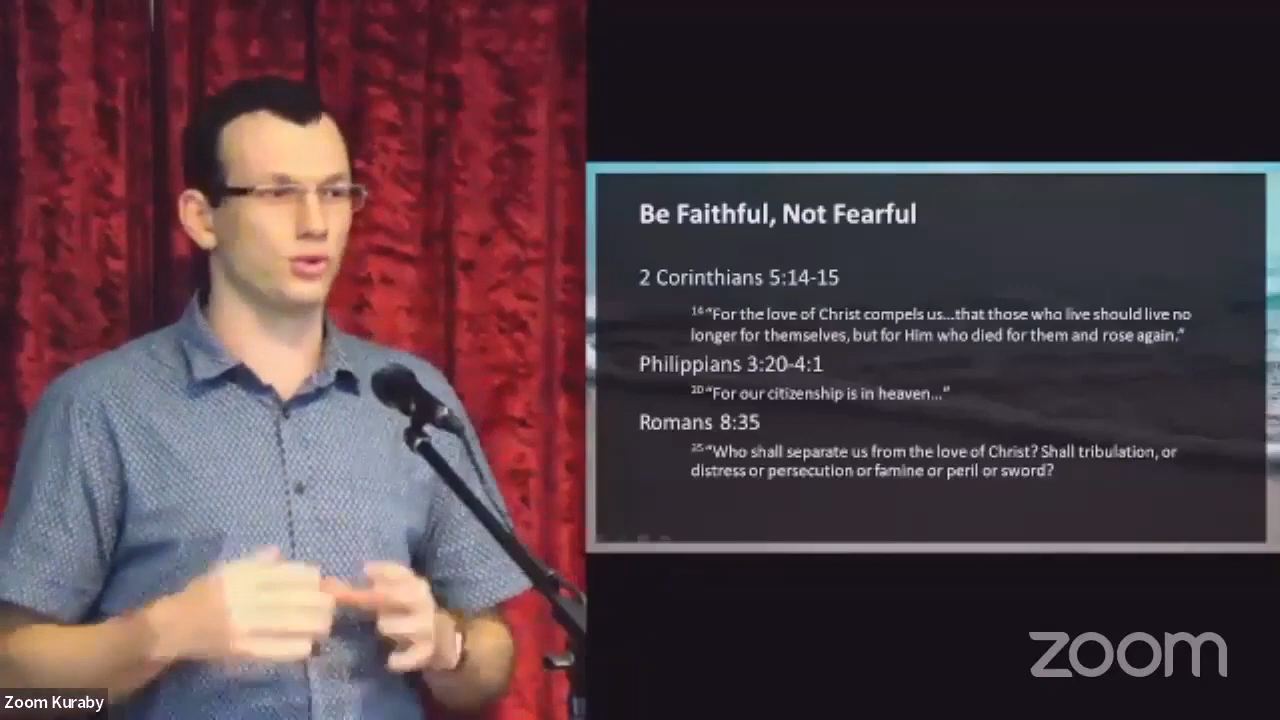 Be Faithful, Not Fearful
2 Corinthians 5:14-15
14 “For the love of Christ compels us...that those who live should live no
longer for themselves, but for Him who died for them and rose again.”
Philippians 3:20-4:1
20 “For our citizenship is in heaven...”
Romans 8:35
35 “Who shall separate us from the love of Christ? Shall tribulation, or
distress or persecution or famine or peril or sword?
zoom
Zoom Kuraby